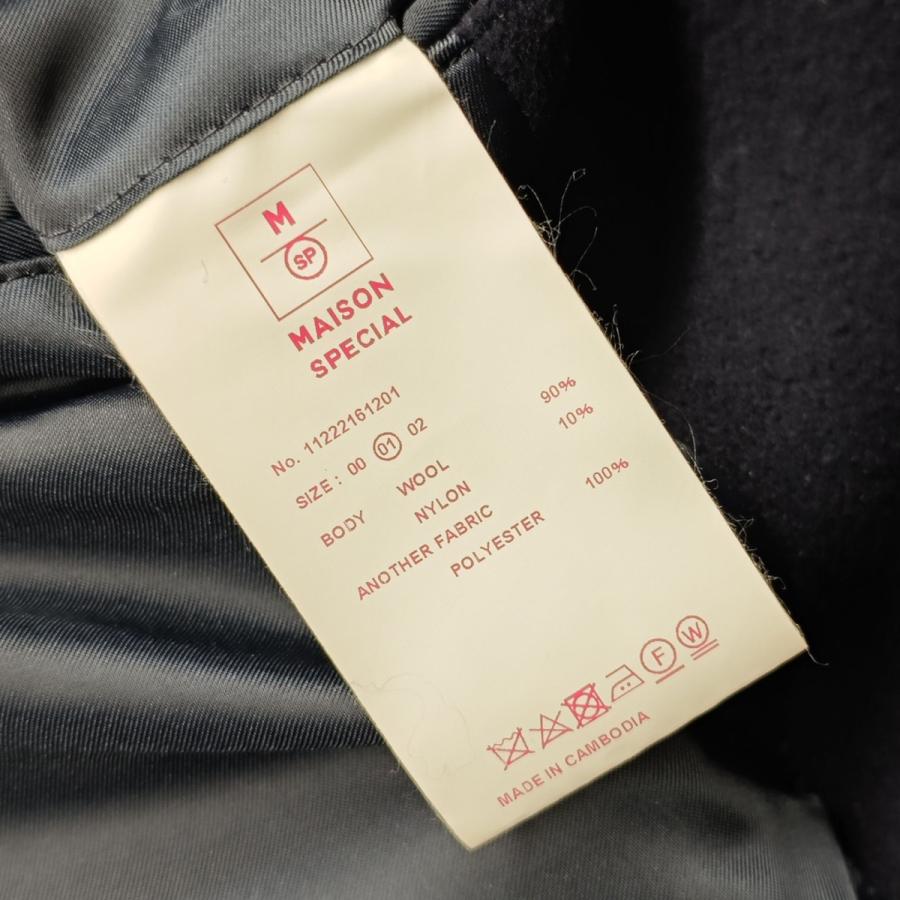 M
SP
MAISON
SPECIAL
No. 11222161201
SIZE : 00 01 02
BODY WOOL 90%
NYLON 10%
ANOTHER FABRIC
POLYESTER 100%
F W
MADE IN CAMBODIA